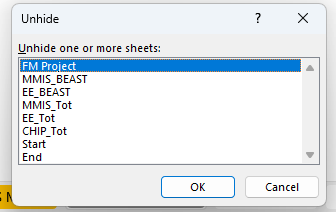 Unhide
?
Unhide one or more sheets:
FM Project
MMIS_BEAST
EE_BEAST
MMIS_Tot
EE_Tot
CHIP_Tot
Start
End
OK
Cancel